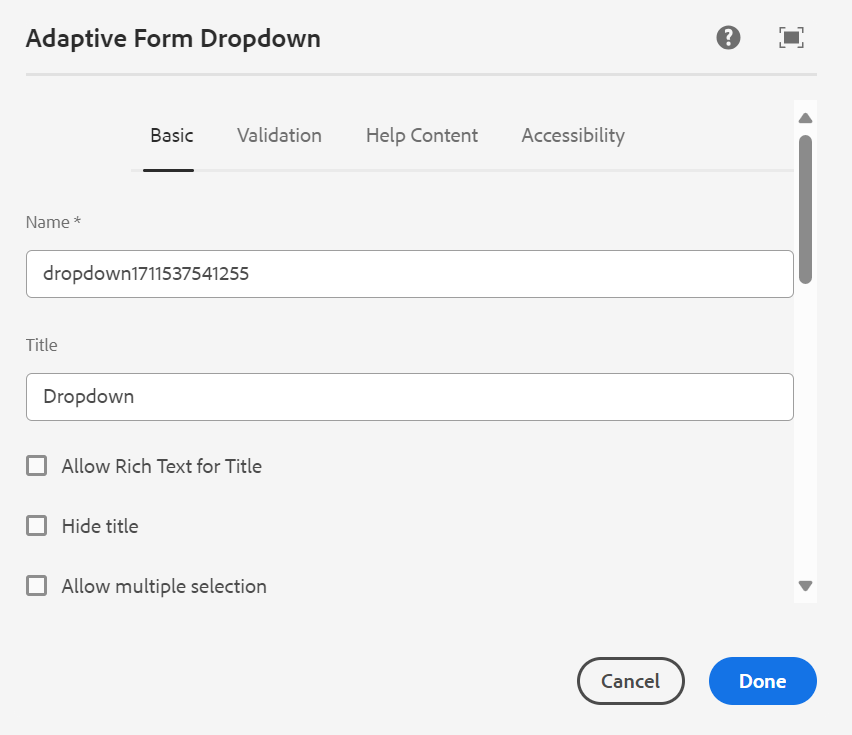 Adaptive Form Dropdown
Basic Validation Help Content Accessibility
Name *
dropdown1711537541255
Title
Dropdown
Allow Rich Text for Title
Hide title
Allow multiple selection
Cancel Done